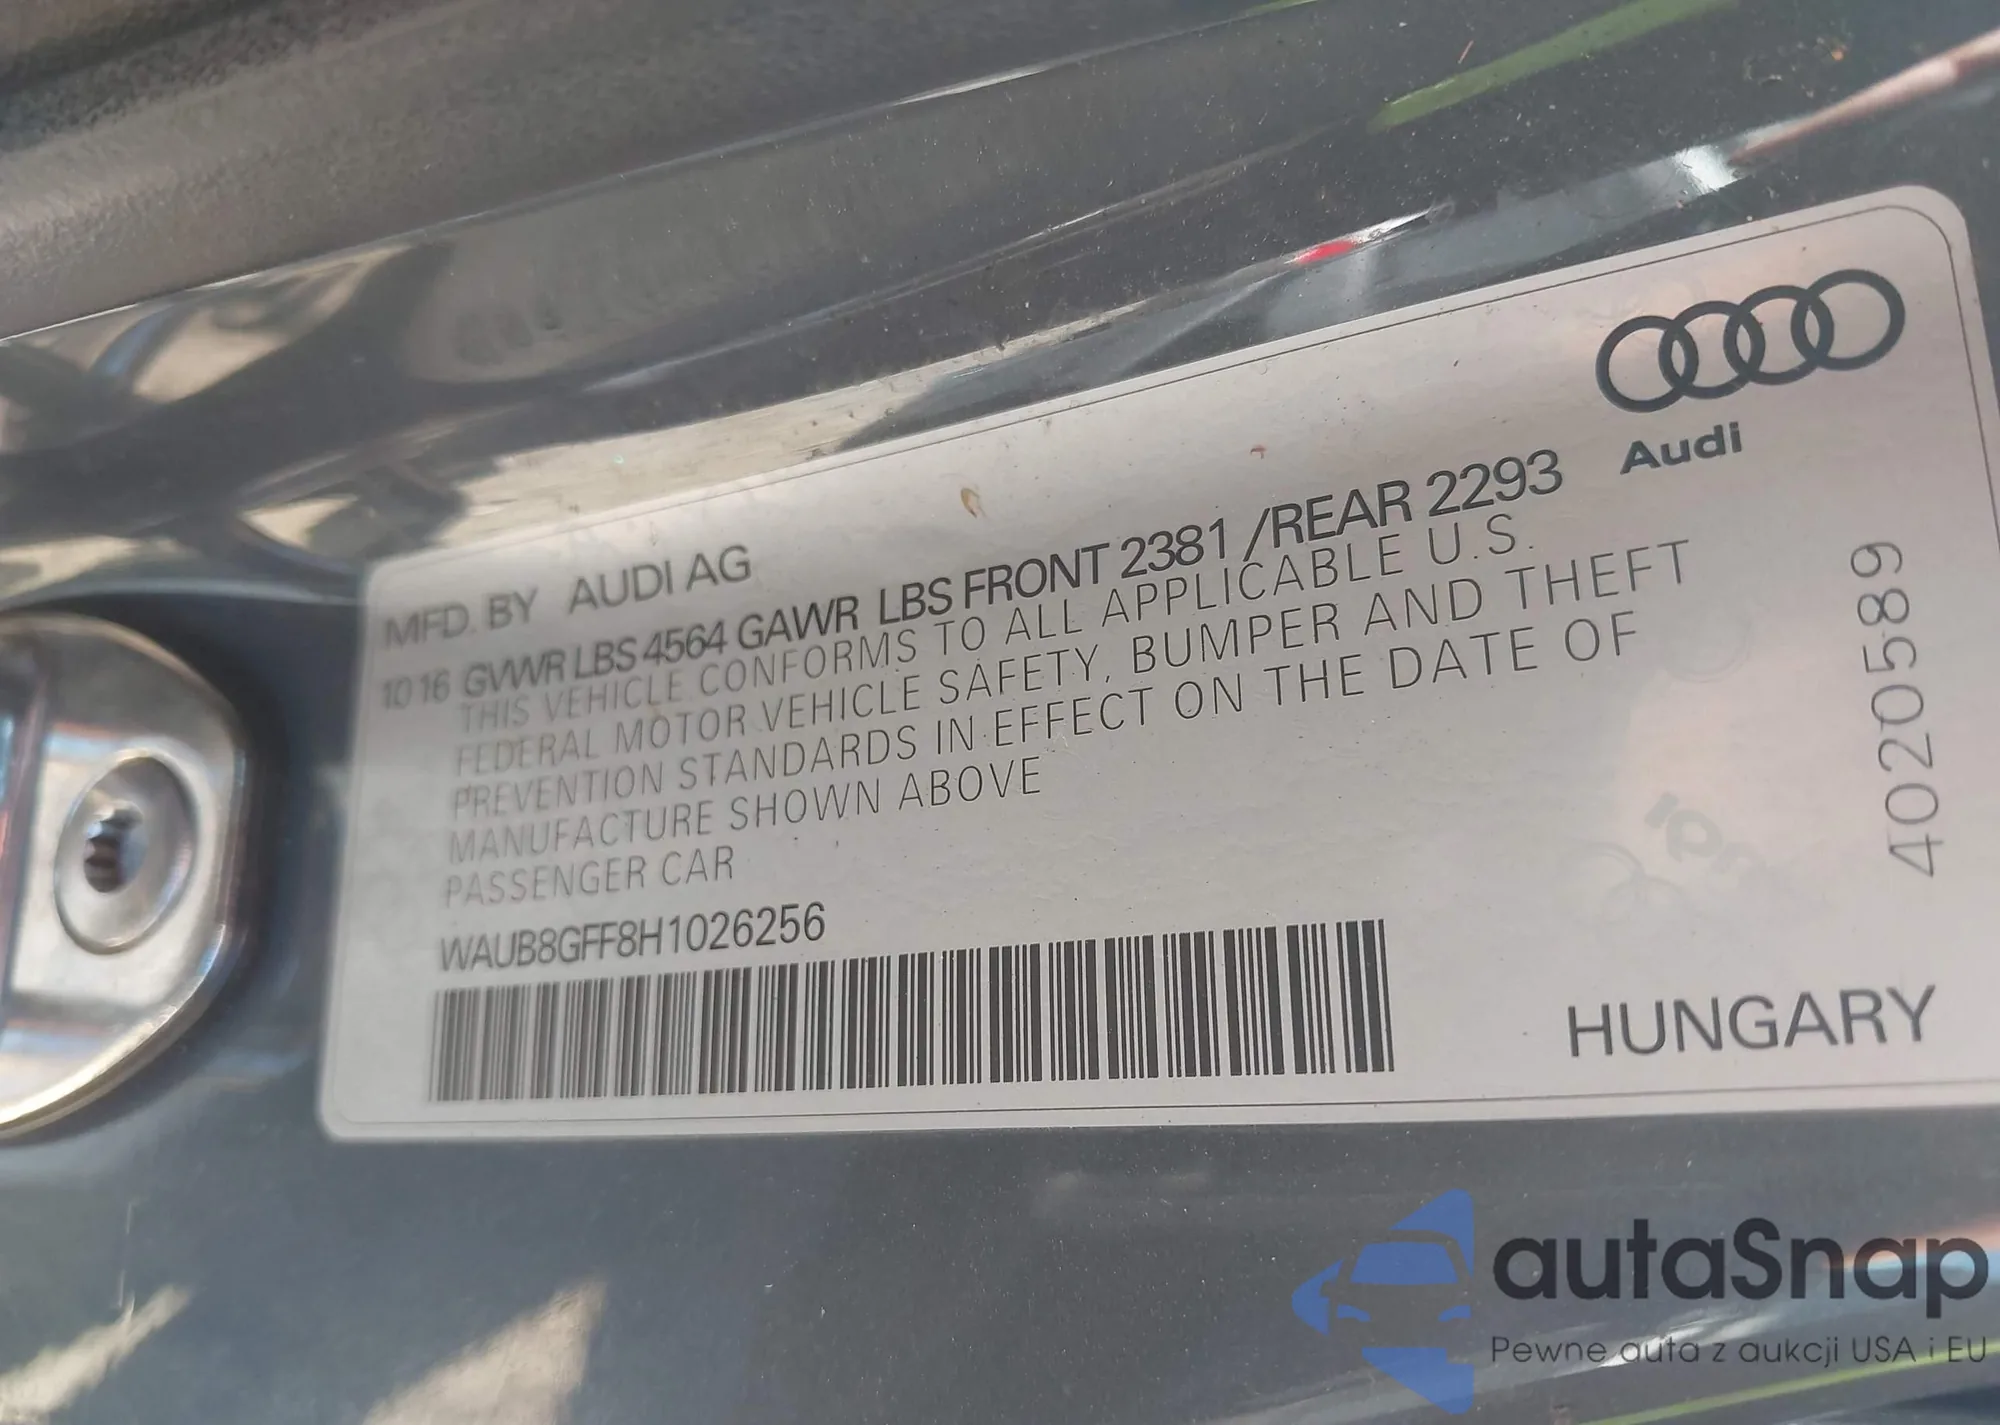 Audi
MFD. BY AUDI AG
10 16 GVWR LBS 4564 GAWR LBS FRONT 2381 /REAR 2293
THIS VEHICLE CONFORMS TO ALL APPLICABLE U.S.
FEDERAL MOTOR VEHICLE SAFETY, BUMPER AND THEFT
PREVENTION STANDARDS IN EFFECT ON THE DATE OF
MANUFACTURE SHOWN ABOVE
PASSENGER CAR
WAUB8GFF8H1026256
HUNGARY
4020589
autaSnap
Pewne auta z aukcji USA i EU